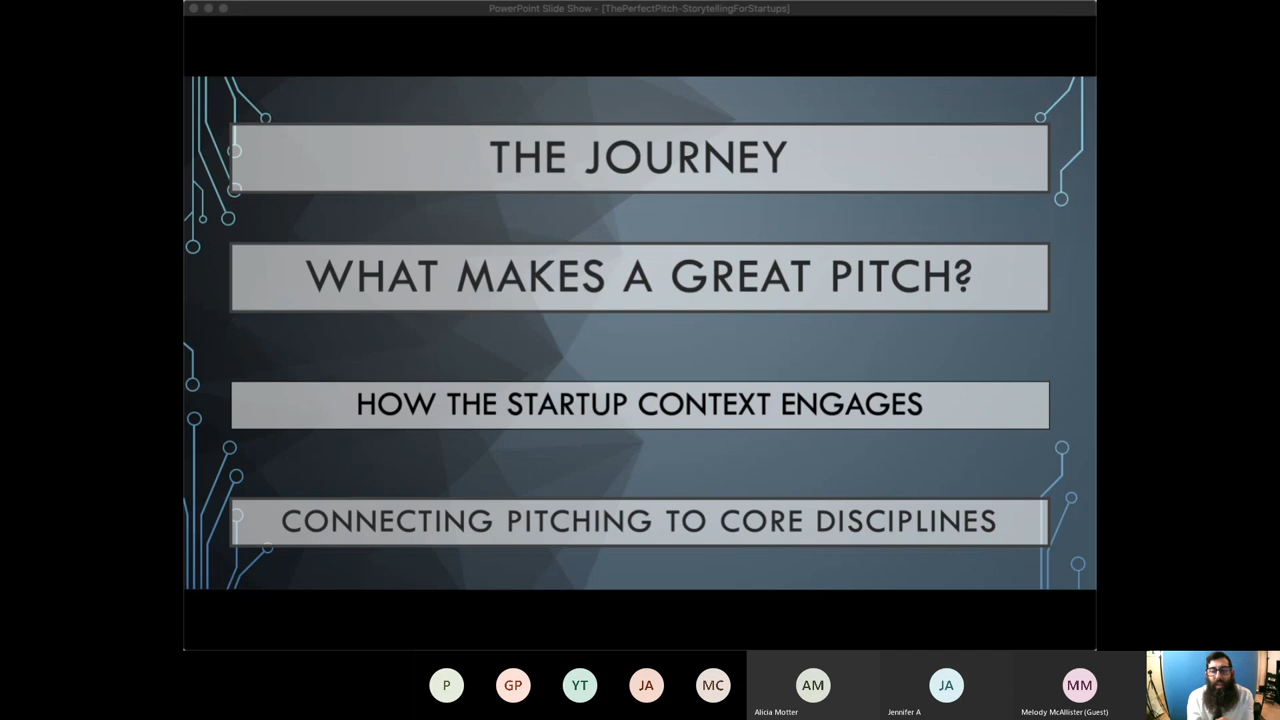 PowerPoint Slide Show - [ThePerfectPitch-StorytellingForStartups]
THE JOURNEY
WHAT MAKES A GREAT PITCH?
HOW THE STARTUP CONTEXT ENGAGES
CONNECTING PITCHING TO CORE DISCIPLINES
P GP YT JA MC AM JA MM
Alicia Motter Jennifer A Melody McAllister (Guest)